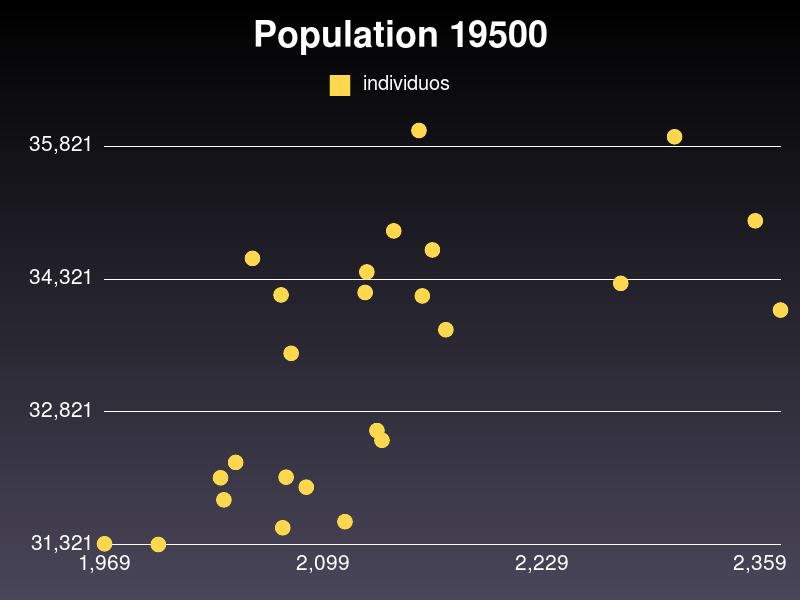 Population 19500
individuos
35,821
34,321
32,821
31,321
1,969 2,099 2,229 2,359